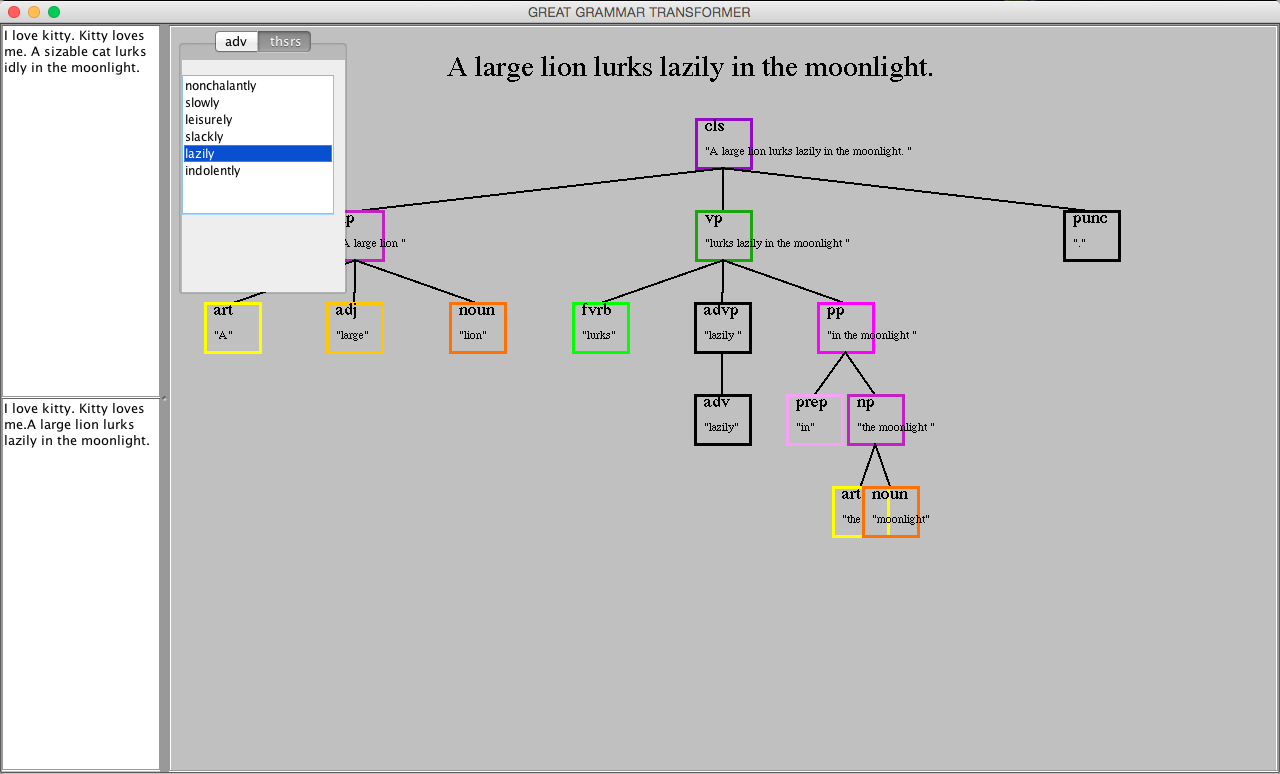 GREAT GRAMMAR TRANSFORMER
I love kitty. Kitty loves
me. A sizable cat lurks
idly in the moonlight.
adv thsrs
nonchalantly
slowly
leisurely
slackly
lazily
indolently
A large lion lurks lazily in the moonlight.
cls
"A large lion lurks lazily in the moonlight. "
p vp punc
A large lion " "lurks lazily in the moonlight " "."
art adj noun fvrb advp pp
"A" "large" "lion" "lurks" "lazily " "in the moonlight "
adv prep np
"lazily" "in" "the moonlight "
art noun
"the "moonlight"
I love kitty. Kitty loves
me.A large lion lurks
lazily in the moonlight.